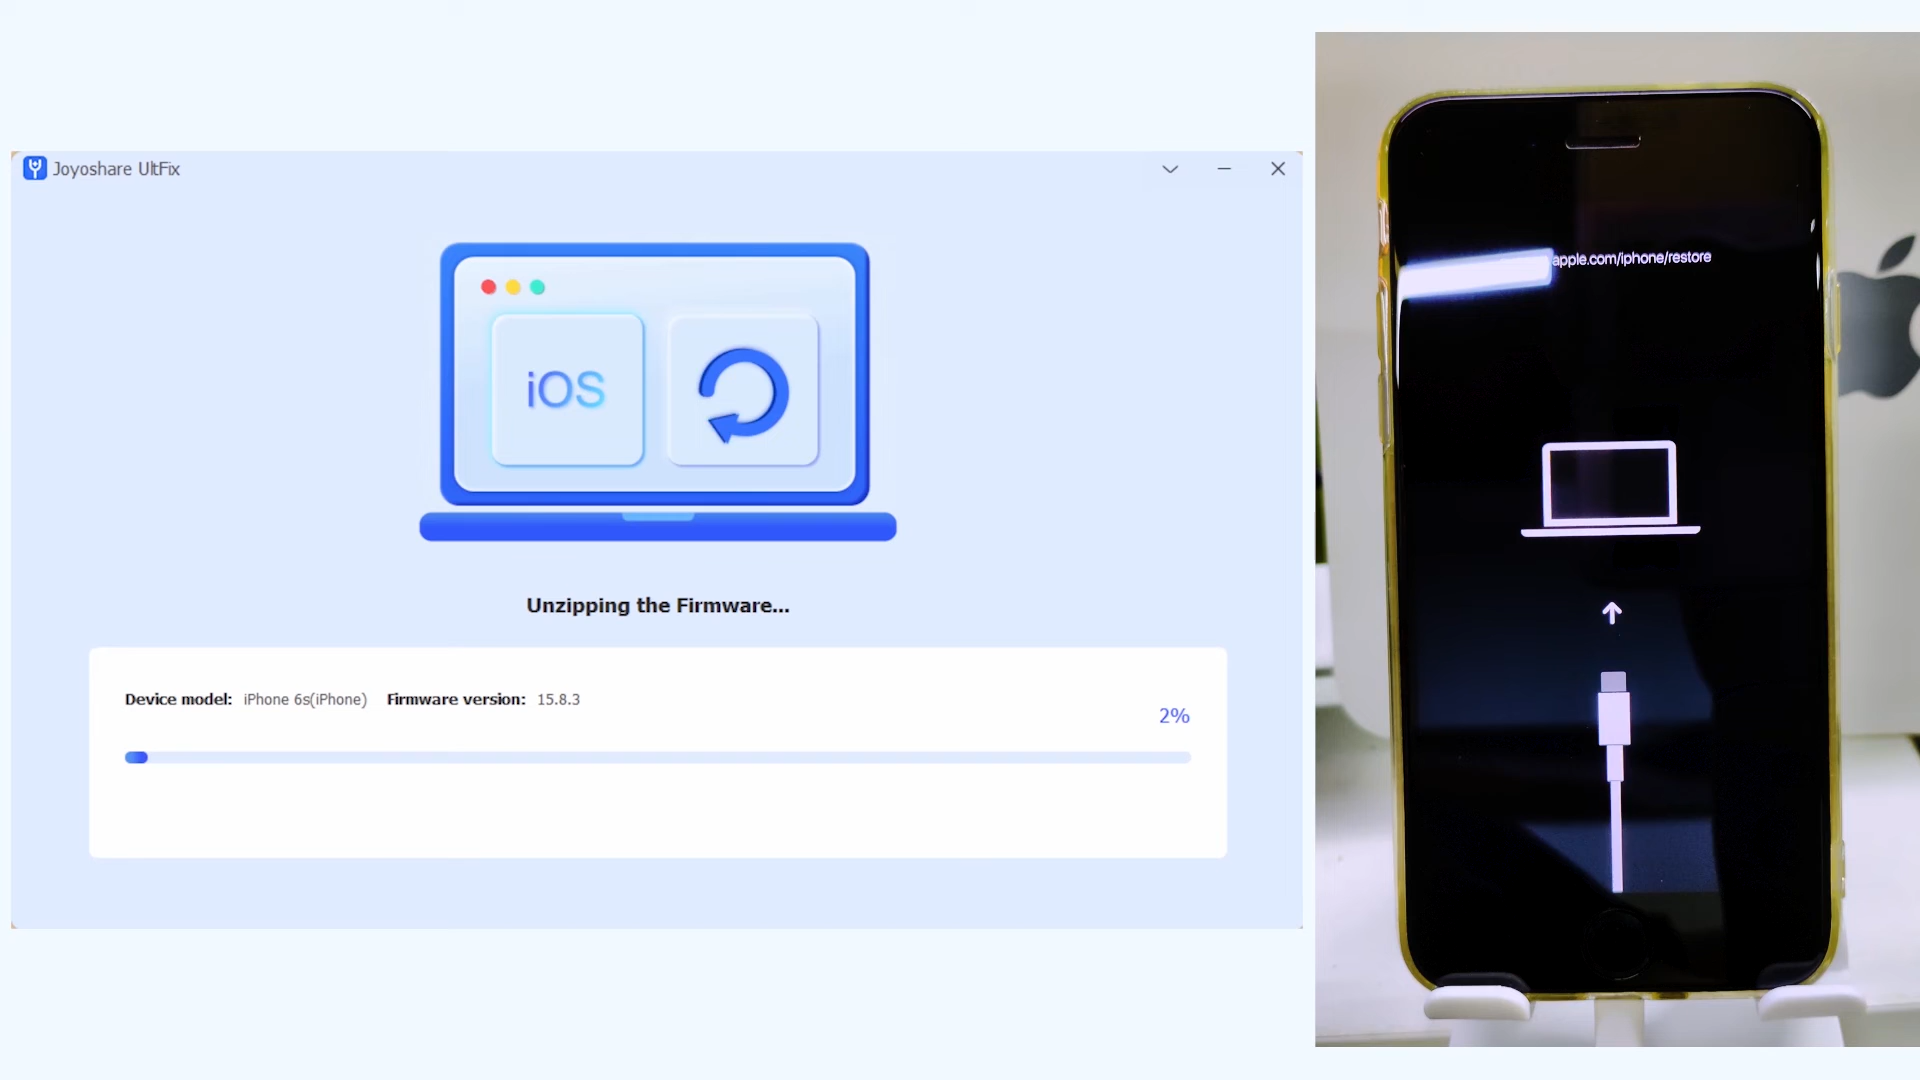 Joyoshare UltFix
iOS
Unzipping the Firmware...
Device model: iPhone 6s(iPhone) Firmware version: 15.8.3
2%
apple.com/iphone/restore